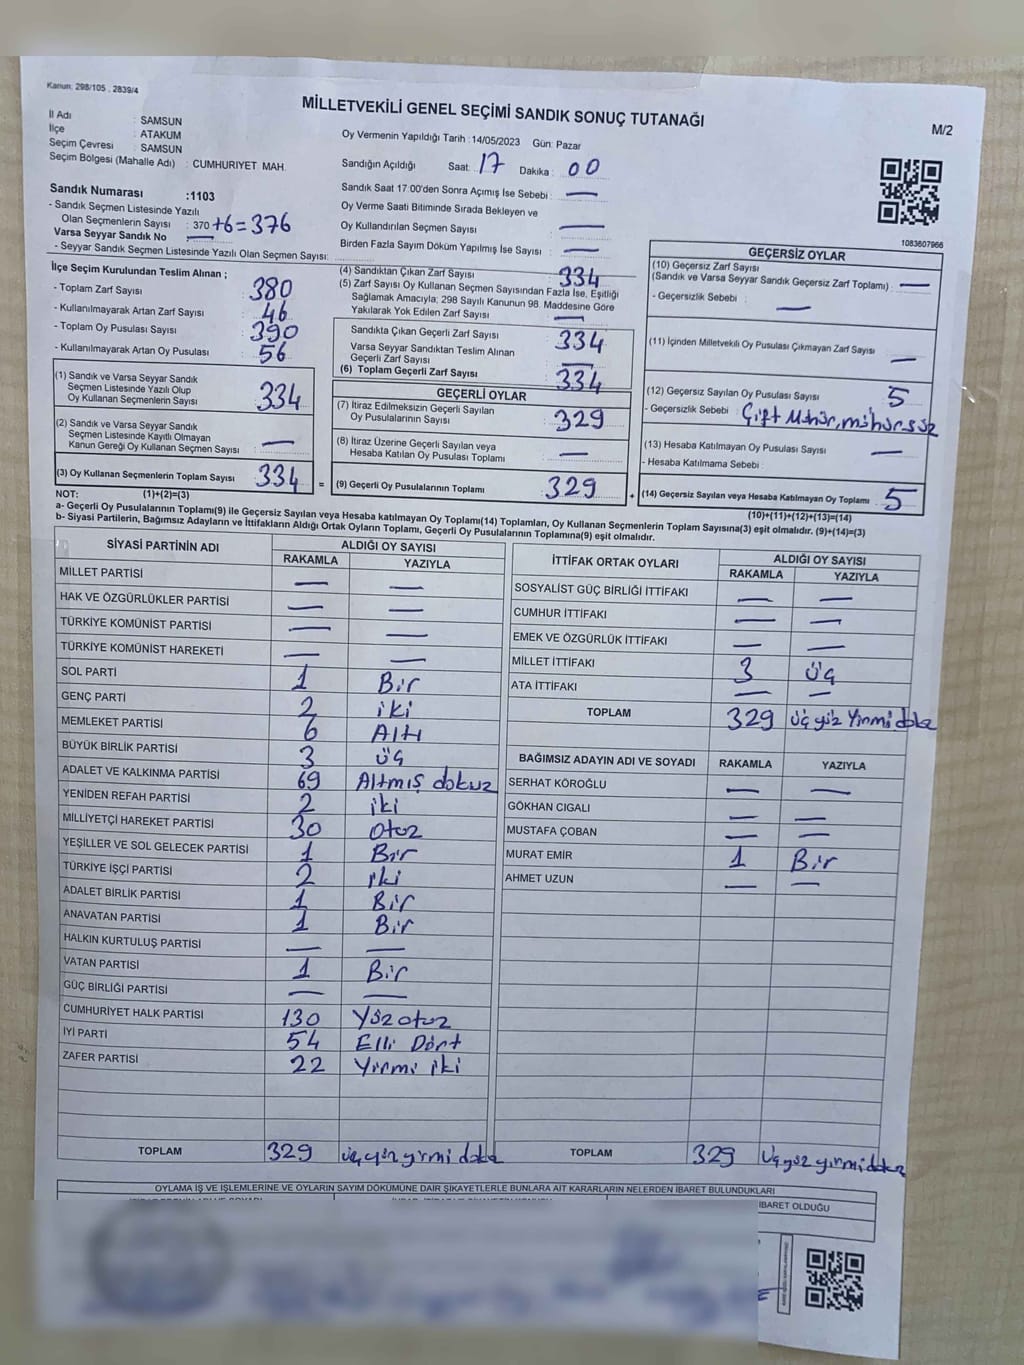 Kanun: 298/105 , 2839/4
MİLLETVEKİLİ GENEL SEÇİMİ SANDIK SONUÇ TUTANAĞI
M/2
İl Adı : SAMSUN
İlçe : ATAKUM
Seçim Çevresi : SAMSUN
Seçim Bölgesi (Mahalle Adı) : CUMHURIYET MAH.
Oy Vermenin Yapıldığı Tarih : 14/05/2023 Gün: Pazar
Sandığın Açıldığı Saat: 17 Dakika : 00
Sandık Saat 17:00'den Sonra Açımış İse Sebebi : —
Oy Verme Saati Bitiminde Sırada Bekleyen ve
Oy Kullandırılan Seçmen Sayısı —
Birden Fazla Sayım Döküm Yapılmış İse Sayısı : —
Sandık Numarası :1103
- Sandık Seçmen Listesinde Yazılı
Olan Seçmenlerin Sayısı : 370 +6=376
Varsa Seyyar Sandık No —
- Seyyar Sandık Seçmen Listesinde Yazılı Olan Seçmen Sayısı:
1083607966
İlçe Seçim Kurulundan Teslim Alınan ;
- Toplam Zarf Sayısı : 380
- Kullanılmayarak Artan Zarf Sayısı : 46
- Toplam Oy Pusulası Sayısı : 390
- Kullanılmayarak Artan Oy Pusulası : 56
(1) Sandık ve Varsa Seyyar Sandık
Seçmen Listesinde Yazılı Olup
Oy Kullanan Seçmenlerin Sayısı : 334
(2) Sandık ve Varsa Seyyar Sandık
Seçmen Listesinde Kayıtlı Olmayan
Kanun Gereği Oy Kullanan Seçmen Sayısı : —
(3) Oy Kullanan Seçmenlerin Toplam Sayısı : 334 =
(4) Sandıktan Çıkan Zarf Sayısı : 334
(5) Zarf Sayısı Oy Kullanan Seçmen Sayısından Fazla İse, Eşitliği
Sağlamak Amacıyla; 298 Sayılı Kanunun 98. Maddesine Göre
Yakılarak Yok Edilen Zarf Sayısı : —
Sandıkta Çıkan Geçerli Zarf Sayısı : 334
Varsa Seyyar Sandıktan Teslim Alınan
Geçerli Zarf Sayısı : —
(6) Toplam Geçerli Zarf Sayısı : 334
GEÇERLİ OYLAR
(7) İtiraz Edilmeksizin Geçerli Sayılan
Oy Pusulalarının Sayısı : 329
(8) İtiraz Üzerine Geçerli Sayılan veya
Hesaba Katılan Oy Pusulası Toplamı : —
(9) Geçerli Oy Pusulalarının Toplamı : 329 +
GEÇERSİZ OYLAR
(10) Geçersiz Zarf Sayısı
(Sandık ve Varsa Seyyar Sandık Geçersiz Zarf Toplamı) : —
- Geçersizlik Sebebi : —
(11) İçinden Milletvekili Oy Pusulası Çıkmayan Zarf Sayısı : —
(12) Geçersiz Sayılan Oy Pusulası Sayısı : 5
- Geçersizlik Sebebi : Çift Mühür, mühürsüz
(13) Hesaba Katılmayan Oy Pusulası Sayısı : —
- Hesaba Katılmama Sebebi :
(14) Geçersiz Sayılan veya Hesaba Katılmayan Oy Toplamı : 5
NOT: (1)+(2)=(3)
(10)+(11)+(12)+(13)=(14)
a- Geçerli Oy Pusulaları Toplamı(9) ile Geçersiz Sayılan veya Hesaba katılmayan Oy Toplamı(14) Toplamları, Oy Kullanan Seçmenlerin Toplam Sayısına(3) eşit olmalıdır. (9)+(14)=(3)
b- Siyasi Partilerin, Bağımsız Adayların ve İttifakların Aldığı Ortak Oyların Toplamı, Geçerli Oy Pusulalarının Toplamına(9) eşit olmalıdır.
SİYASİ PARTİNİN ADI ALDIĞI OY SAYISI
RAKAMLA YAZIYLA
MİLLET PARTİSİ — —
HAK VE ÖZGÜRLÜKLER PARTİSİ — —
TÜRKİYE KOMÜNİST PARTİSİ — —
TÜRKİYE KOMÜNİST HAREKETİ — —
SOL PARTİ 1 Bir
GENÇ PARTİ 2 iki
MEMLEKET PARTİSİ 6 Altı
BÜYÜK BİRLİK PARTİSİ 3 üç
ADALET VE KALKINMA PARTİSİ 69 Altmış dokuz
YENİDEN REFAH PARTİSİ 2 iki
MİLLİYETÇİ HAREKET PARTİSİ 30 otuz
YEŞİLLER VE SOL GELECEK PARTİSİ 1 Bir
TÜRKİYE İŞÇİ PARTİSİ 2 iki
ADALET BİRLİK PARTİSİ 1 Bir
ANAVATAN PARTİSİ 1 Bir
HALKIN KURTULUŞ PARTİSİ — —
VATAN PARTİSİ 1 Bir
GÜÇ BİRLİĞİ PARTİSİ — —
CUMHURİYET HALK PARTİSİ 130 Yüz otuz
İYİ PARTİ 54 Elli Dört
ZAFER PARTİSİ 22 Yirmi iki
TOPLAM 329 üçyüz yirmi dokuz
İTTİFAK ORTAK OYLARI ALDIĞI OY SAYISI
RAKAMLA YAZIYLA
SOSYALİST GÜÇ BİRLİĞİ İTTİFAKI — —
CUMHUR İTTİFAKI — —
EMEK VE ÖZGÜRLÜK İTTİFAKI — —
MİLLET İTTİFAKI 3 üç
ATA İTTİFAKI — —
TOPLAM 329 üçyüz Yirmi dokuz
BAĞIMSIZ ADAYIN ADI VE SOYADI RAKAMLA YAZIYLA
SERHAT KÖROĞLU — —
GÖKHAN CIGALI — —
MUSTAFA ÇOBAN — —
MURAT EMİR 1 Bir
AHMET UZUN — —
TOPLAM 329 üçyüz yirmi dokuz
OYLAMA İŞ VE İŞLEMLERİNE VE OYLARIN SAYIM DÖKÜMÜNE DAİR ŞİKAYETLERLE BUNLARA AİT KARARLARIN NELERDEN İBARET BULUNDUKLARI
İBARET OLDUĞU